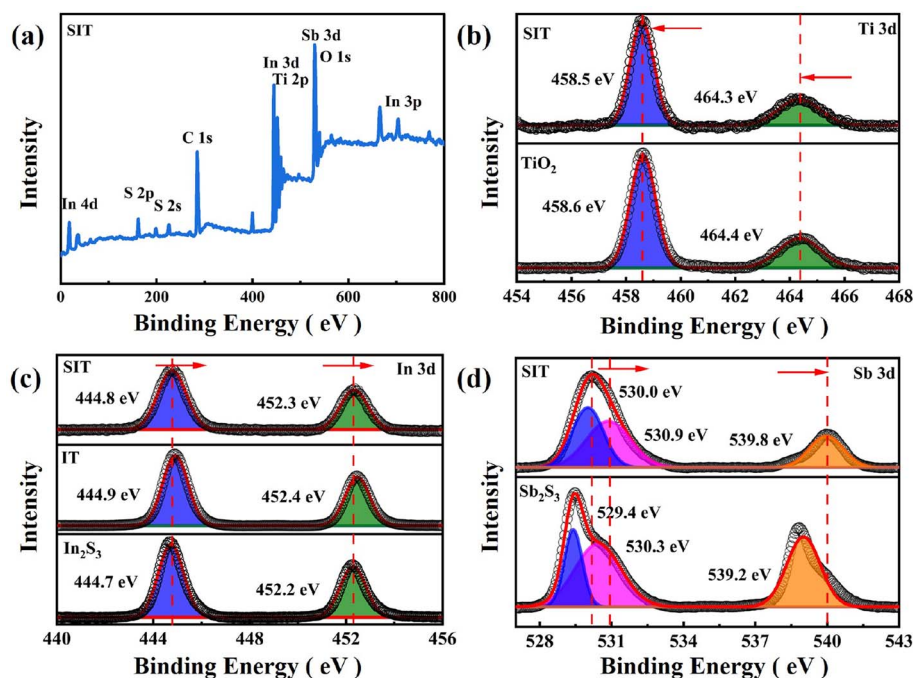 (a)
SIT
Sb 3d
In 3d O 1s
Ti 2p
In 3p
C 1s
S 2p
In 4d S 2s
Intensity
0 200 400 600 800
Binding Energy ( eV )
(b)
SIT Ti 3d
458.5 eV 464.3 eV
TiO2
458.6 eV 464.4 eV
Intensity
454 456 458 460 462 464 466 468
Binding Energy ( eV )
(c)
SIT In 3d
444.8 eV 452.3 eV
IT
444.9 eV 452.4 eV
In2S3
444.7 eV 452.2 eV
Intensity
440 444 448 452 456
Binding Energy ( eV )
(d)
SIT Sb 3d
530.0 eV
530.9 eV 539.8 eV
Sb2S3
529.4 eV
530.3 eV
539.2 eV
Intensity
528 531 534 537 540 543
Binding Energy ( eV )